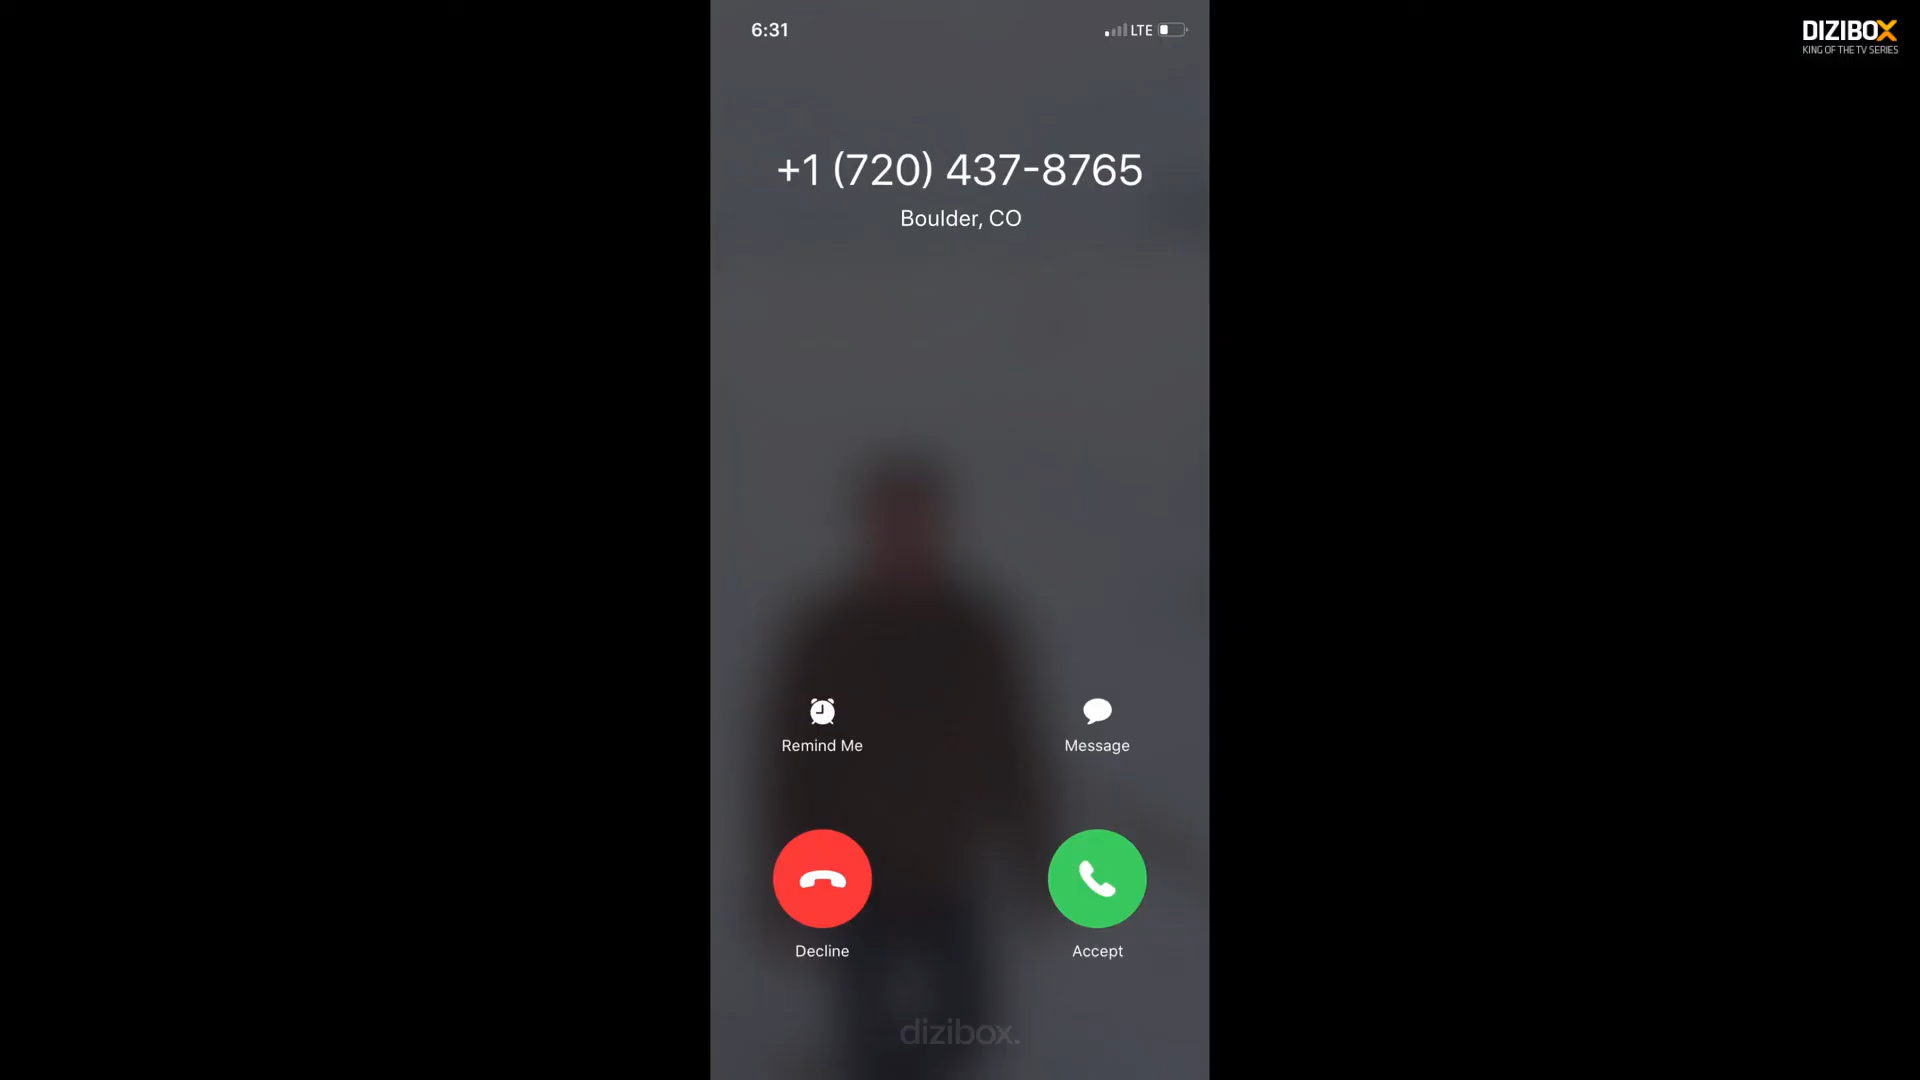 6:31
LTE
DIZIBOX
KING OF THE TV SERIES
+1 (720) 437-8765
Boulder, CO
Remind Me
Message
Decline
Accept
dizibox.